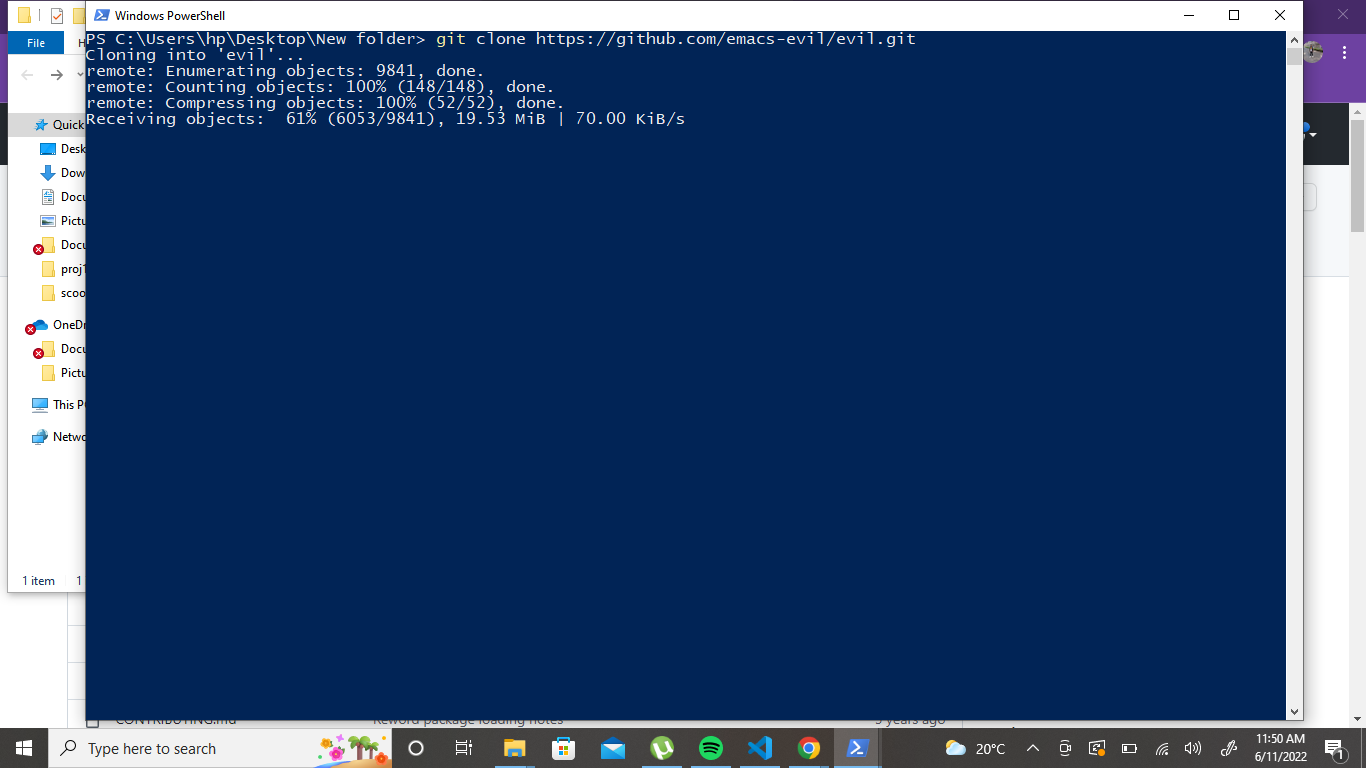 Windows PowerShell
PS C:\Users\hp\Desktop\New folder> git clone https://github.com/emacs-evil/evil.git
Cloning into 'evil'...
remote: Enumerating objects: 9841, done.
remote: Counting objects: 100% (148/148), done.
remote: Compressing objects: 100% (52/52), done.
Receiving objects:  61% (6053/9841), 19.53 MiB | 70.00 KiB/s
File
H
Quick
Desk
Dow
Docu
Pictu
Docu
proj1
scoo
OneDr
Docu
Pictu
This P
Netwo
1 item
1
CONTRIBUTING.md
Reword package loading notes
5 years ago
Type here to search
20°C
11:50 AM
6/11/2022
1